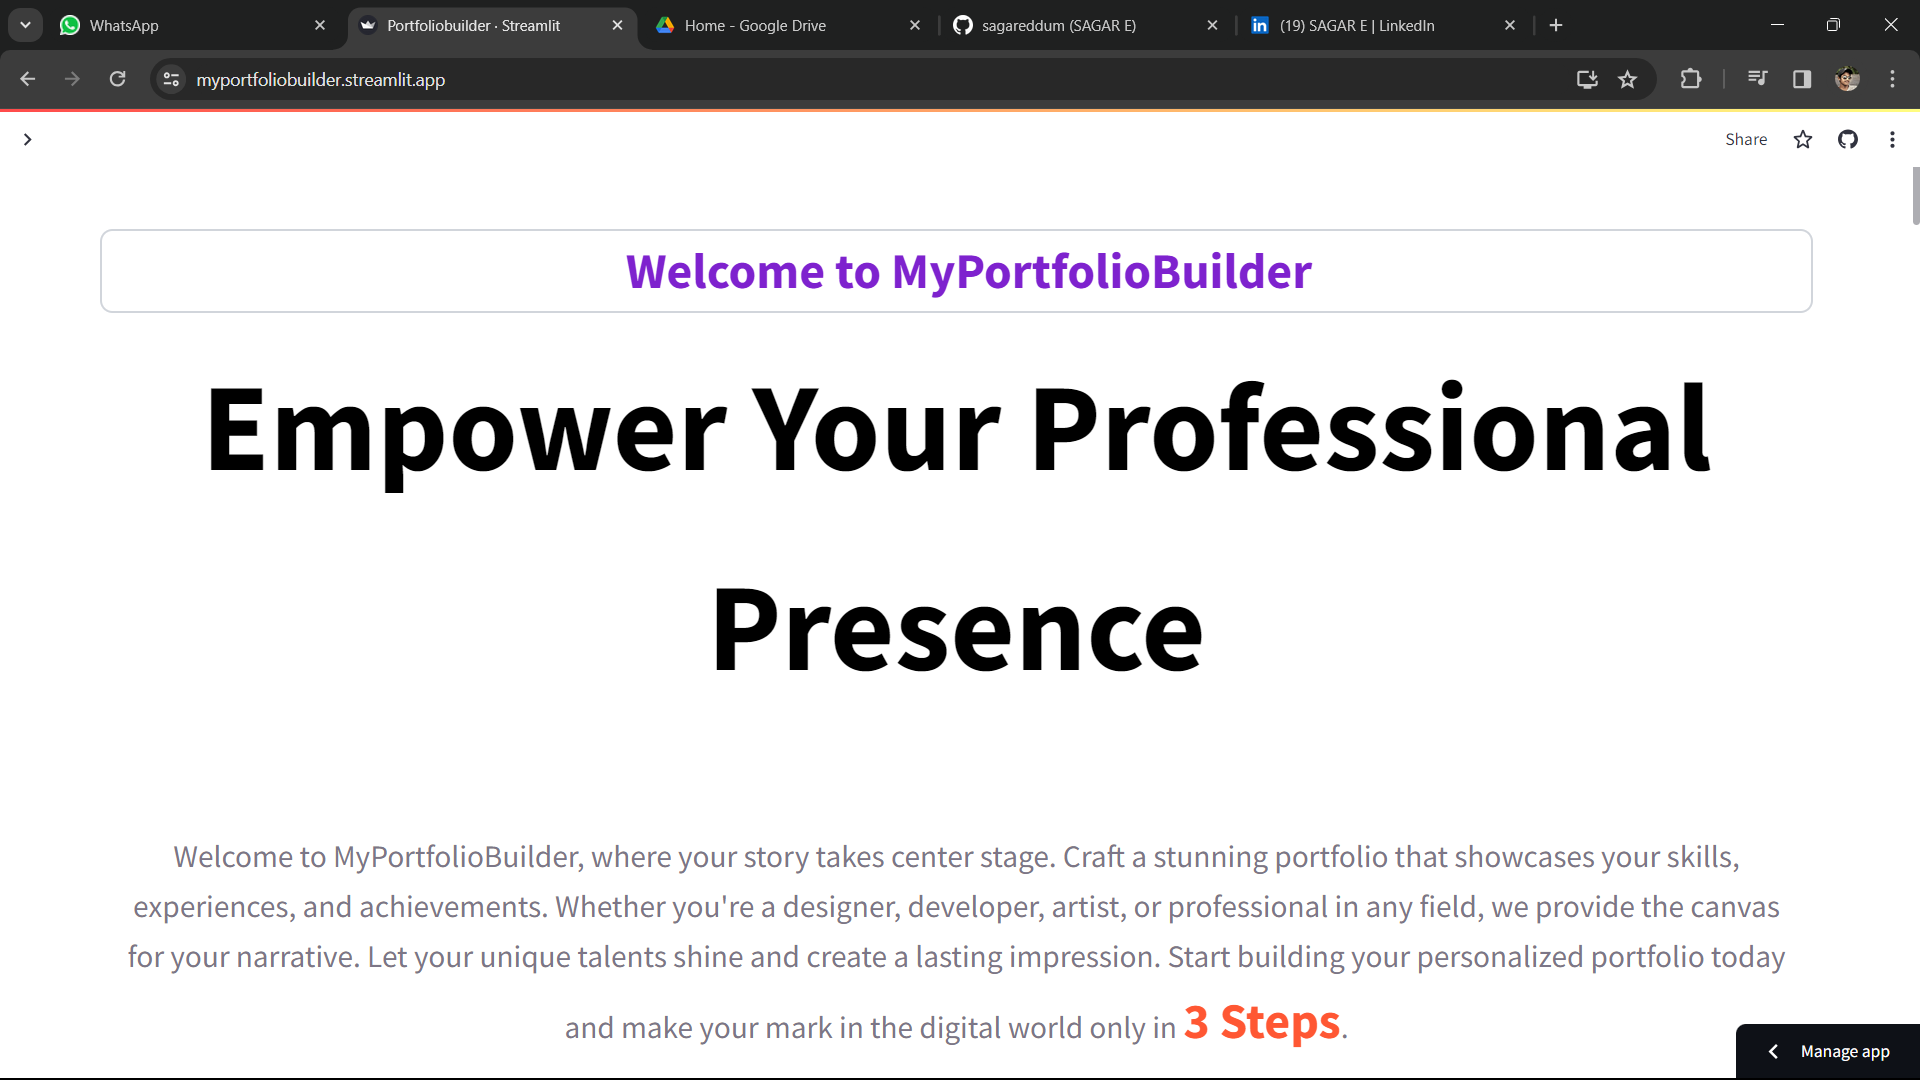 WhatsApp
Portfoliobuilder · Streamlit
Home - Google Drive
sagareddum (SAGAR E)
(19) SAGAR E | LinkedIn
myportfoliobuilder.streamlit.app
Share
Welcome to MyPortfolioBuilder
Empower Your Professional
Presence
Welcome to MyPortfolioBuilder, where your story takes center stage. Craft a stunning portfolio that showcases your skills,
experiences, and achievements. Whether you're a designer, developer, artist, or professional in any field, we provide the canvas
for your narrative. Let your unique talents shine and create a lasting impression. Start building your personalized portfolio today
and make your mark in the digital world only in 3 Steps.
Manage app